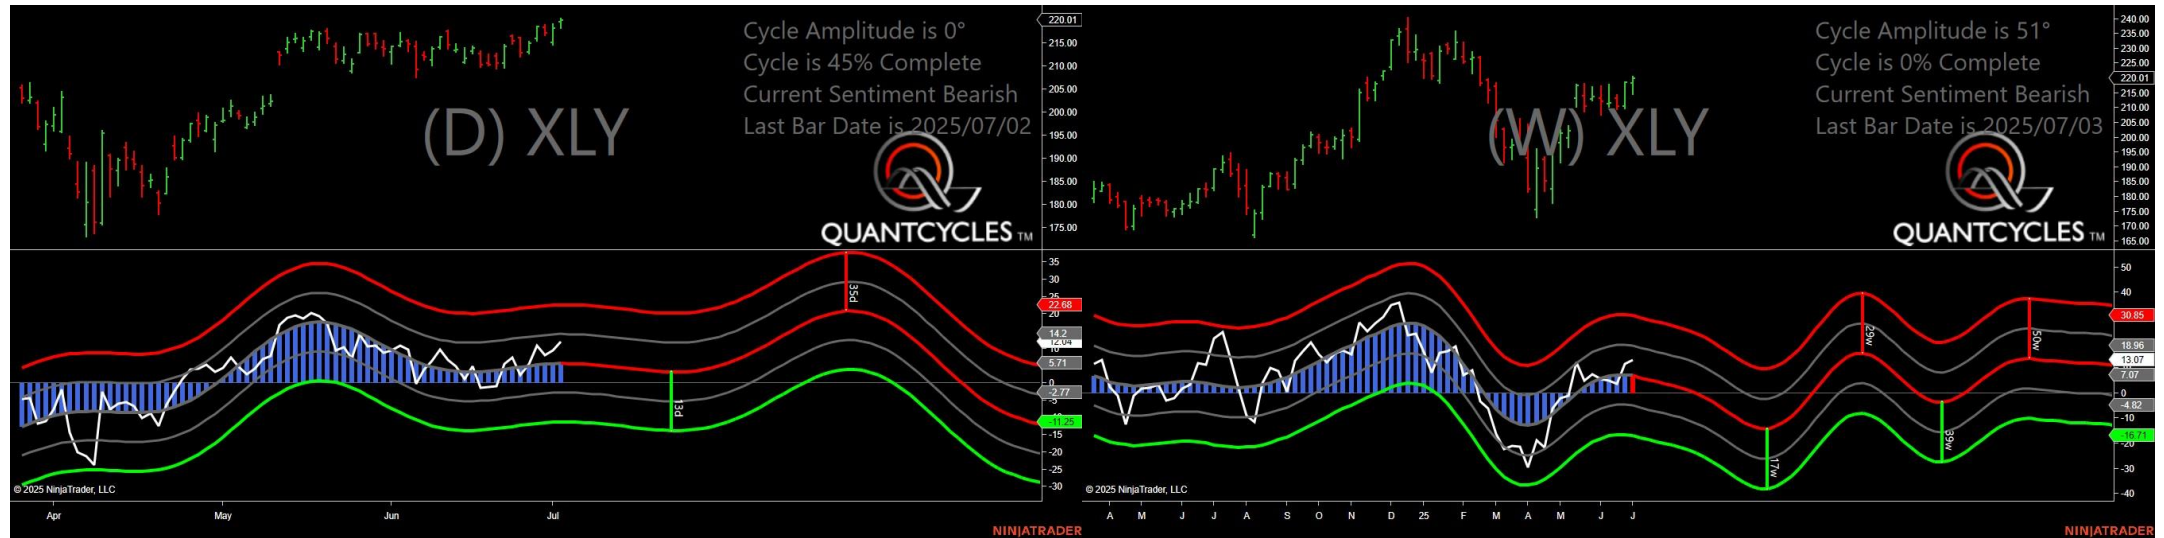 Cycle Amplitude is 0°
Cycle is 45% Complete
Current Sentiment Bearish
Last Bar Date is 2025/07/02
(D) XLY
QUANTCYCLES TM
220.01
215.00
210.00
205.00
200.00
195.00
190.00
185.00
180.00
175.00
35
30
25
22.68
20
14.2
12.04
10
5.71
0
-2.77
-5
-11.25
-15
-20
-25
-30
35d
13d
© 2025 NinjaTrader, LLC
Apr May Jun Jul
NINJATRADER
Cycle Amplitude is 51°
Cycle is 0% Complete
Current Sentiment Bearish
Last Bar Date is 2025/07/03
(W) XLY
QUANTCYCLES TM
240.00
235.00
230.00
225.00
220.01
215.00
210.00
205.00
200.00
195.00
190.00
185.00
180.00
175.00
170.00
165.00
50
40
30.85
18.96
13.07
7.07
0
-4.82
-10
-16.71
-20
-30
-40
29w
50w
17w
39w
© 2025 NinjaTrader, LLC
A M J J A S O N D 25 F M A M J J
NINJATRADER